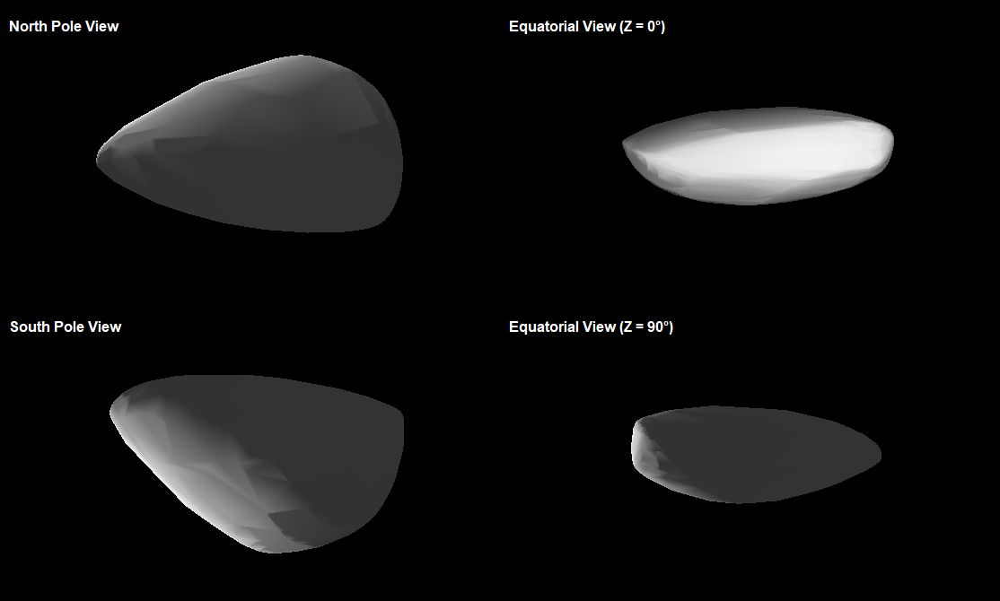 North Pole View
Equatorial View (Z = 0°)
South Pole View
Equatorial View (Z = 90°)